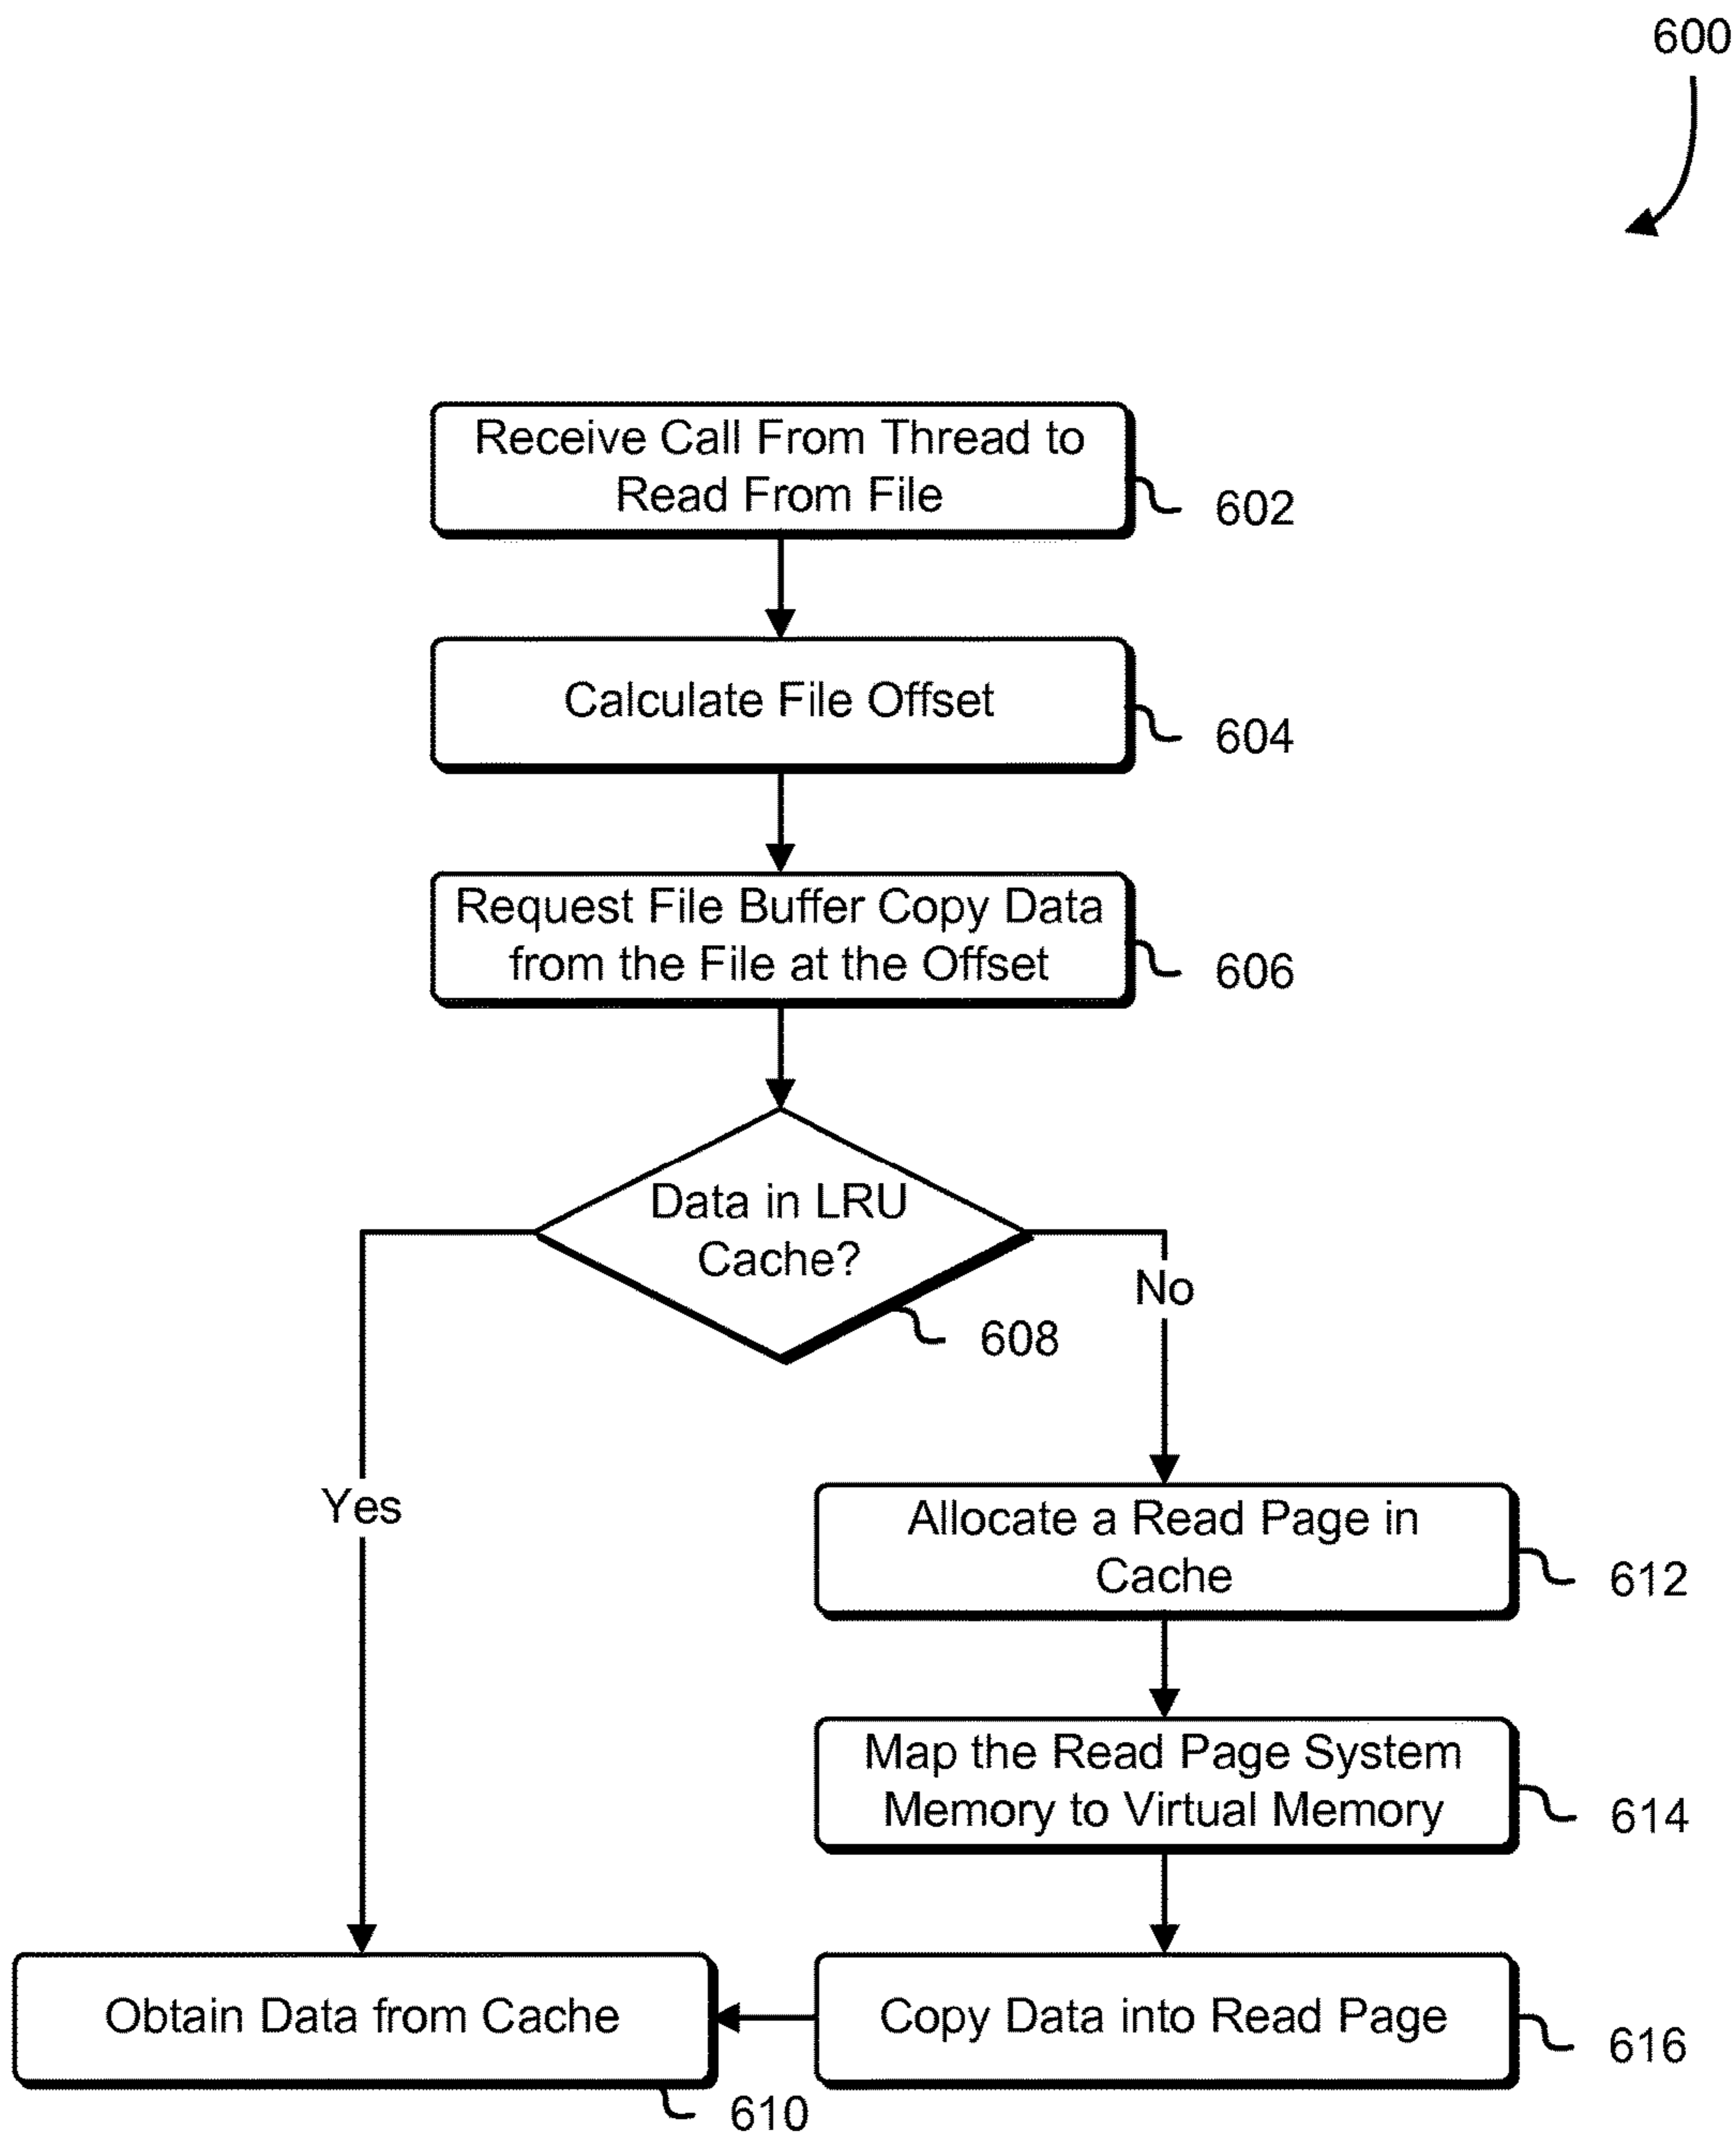 600
Receive Call From Thread to
Read From File
602
Calculate File Offset
604
Request File Buffer Copy Data
from the File at the Offset
606
Data in LRU
Cache?
608
No
Yes
Allocate a Read Page in
Cache
612
Map the Read Page System
Memory to Virtual Memory
614
Obtain Data from Cache
610
Copy Data into Read Page
616